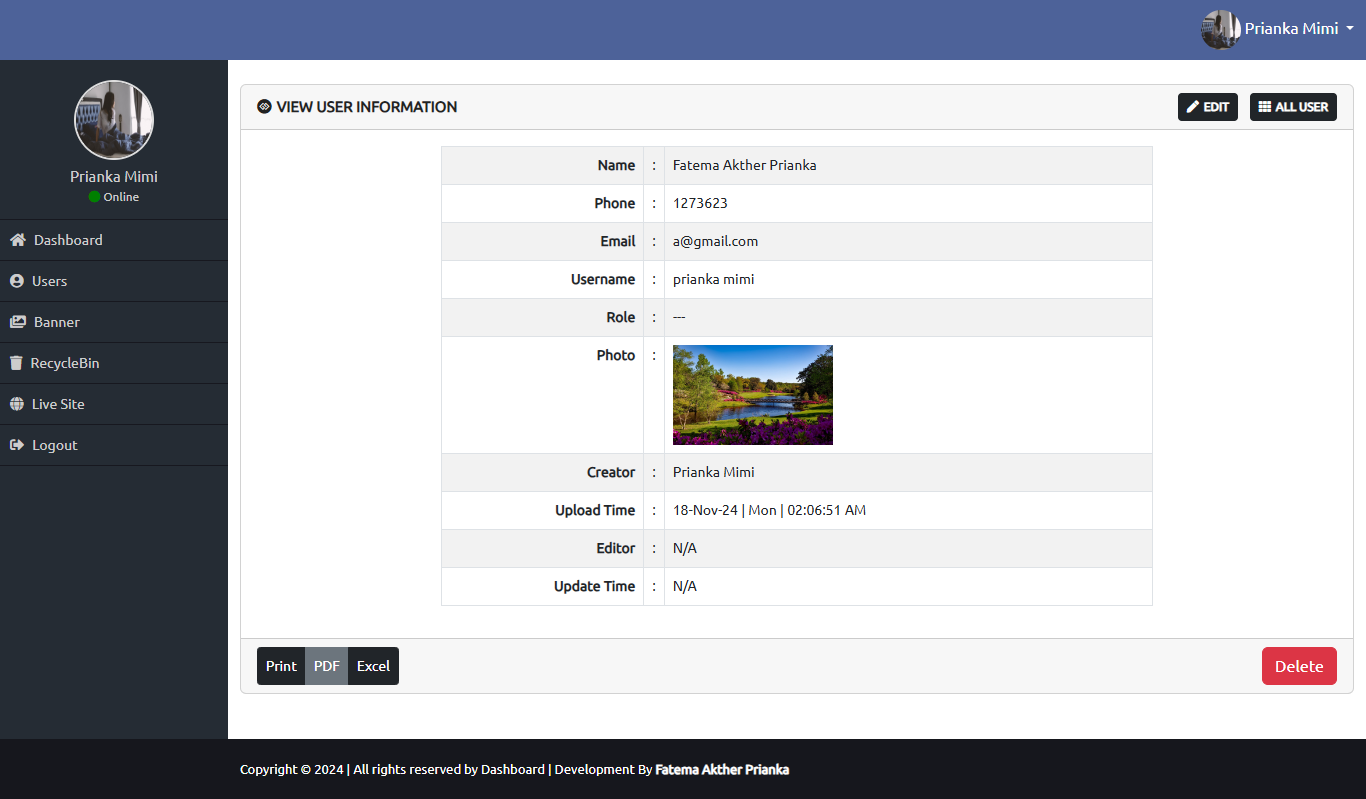 Prianka Mimi
Prianka Mimi
Online
Dashboard
Users
Banner
RecycleBin
Live Site
Logout
VIEW USER INFORMATION
EDIT
ALL USER
Name : Fatema Akther Prianka
Phone : 1273623
Email : a@gmail.com
Username : prianka mimi
Role : ---
Photo :
Creator : Prianka Mimi
Upload Time : 18-Nov-24 | Mon | 02:06:51 AM
Editor : N/A
Update Time : N/A
Print PDF Excel
Delete
Copyright © 2024 | All rights reserved by Dashboard | Development By Fatema Akther Prianka